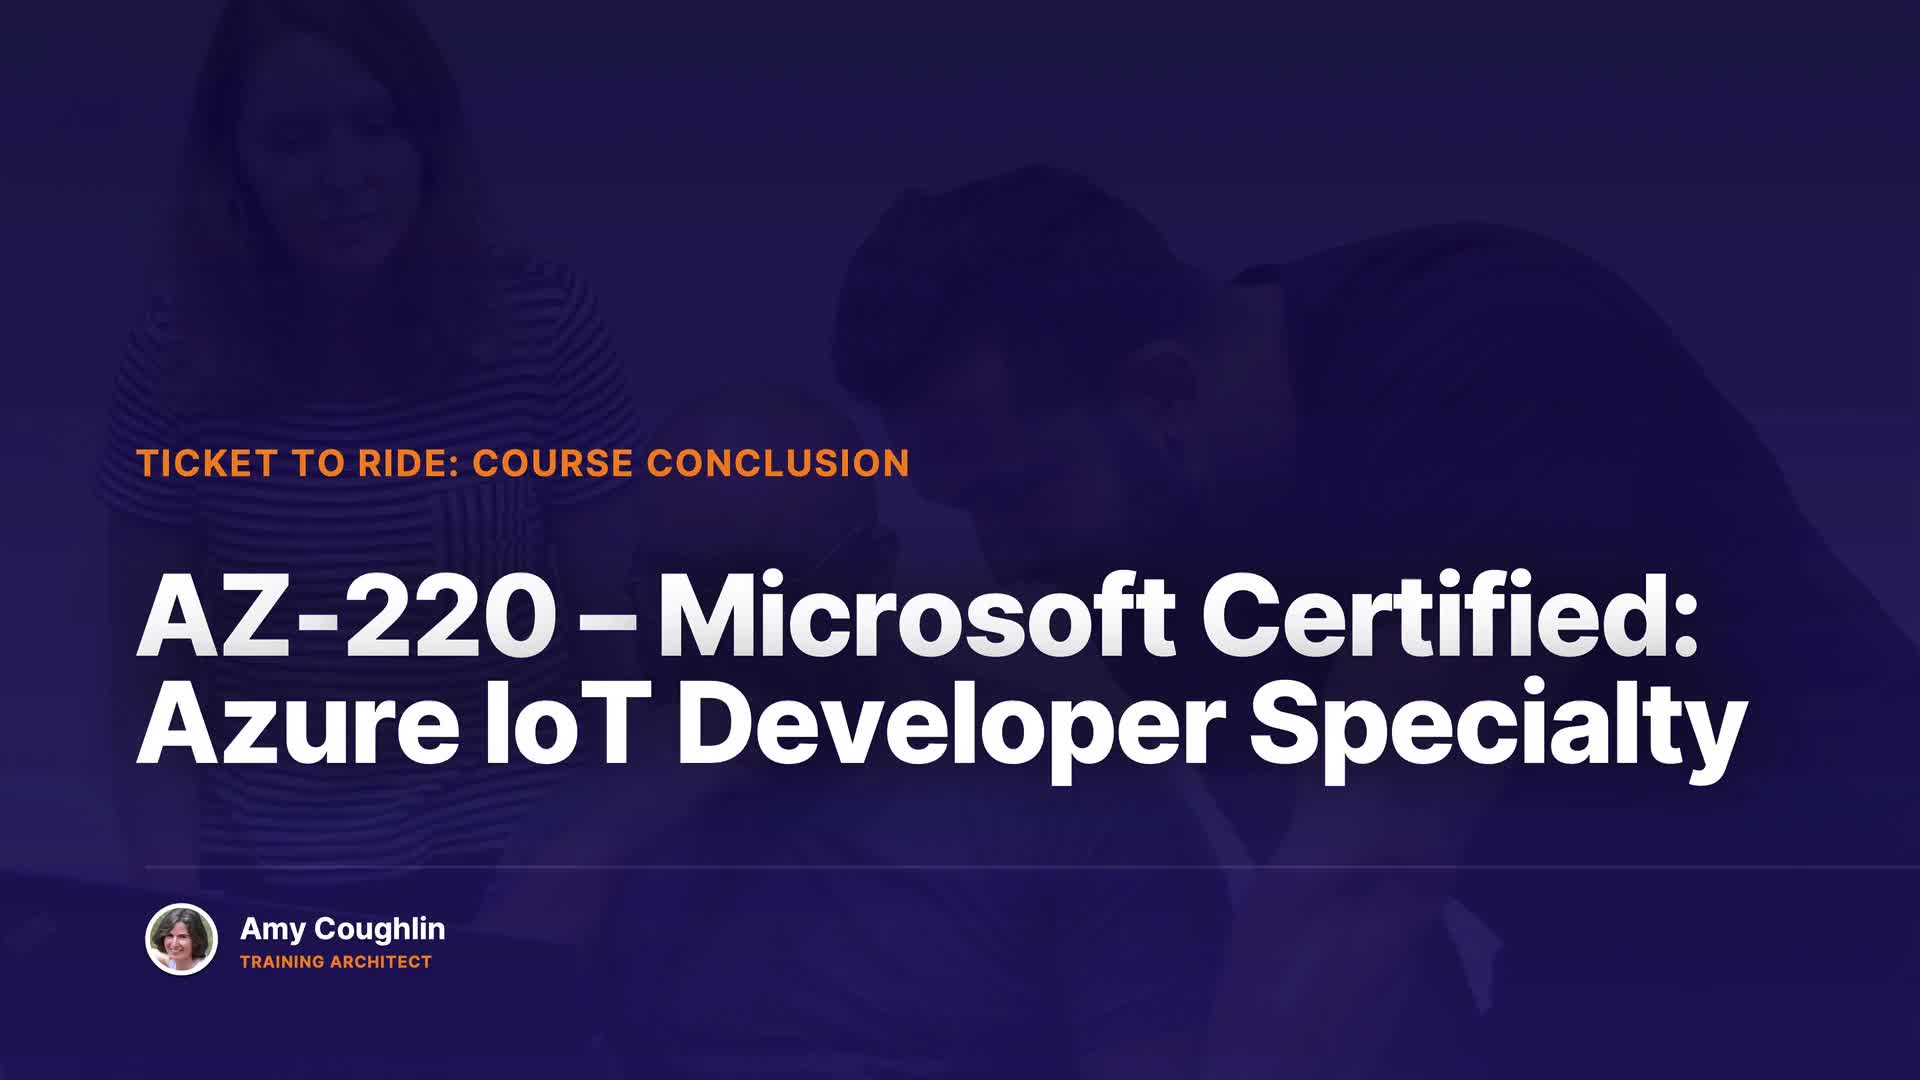 TICKET TO RIDE: COURSE CONCLUSION
AZ-220 – Microsoft Certified:
Azure IoT Developer Specialty
Amy Coughlin
TRAINING ARCHITECT